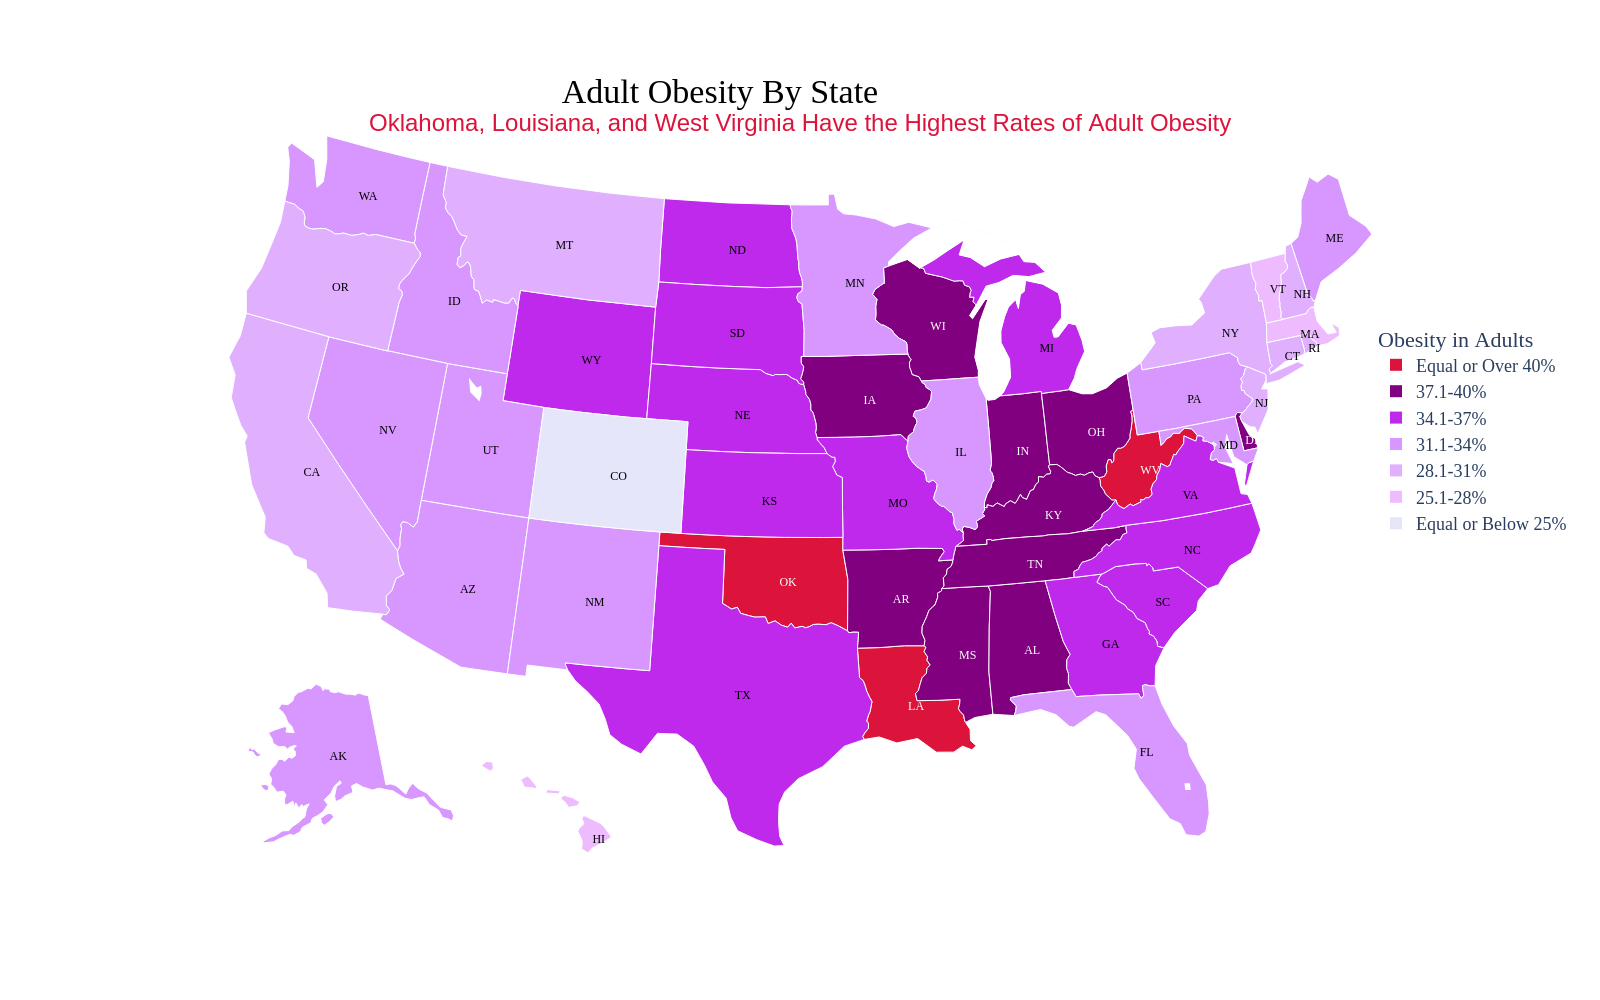 Adult Obesity By State
Oklahoma, Louisiana, and West Virginia Have the Highest Rates of Adult Obesity
WA
ME
MT
ND
MN
OR
ID
VT
NH
WI
SD
NY
MA
MI
RI
WY
CT
Obesity in Adults
Equal or Over 40%
37.1-40%
34.1-37%
31.1-34%
28.1-31%
25.1-28%
Equal or Below 25%
IA
PA
NJ
NE
NV
OH
D
MD
UT
IL
IN
CA
WV
CO
VA
KS
MO
KY
NC
TN
OK
AZ
AR
NM
SC
GA
AL
MS
TX
LA
FL
AK
HI